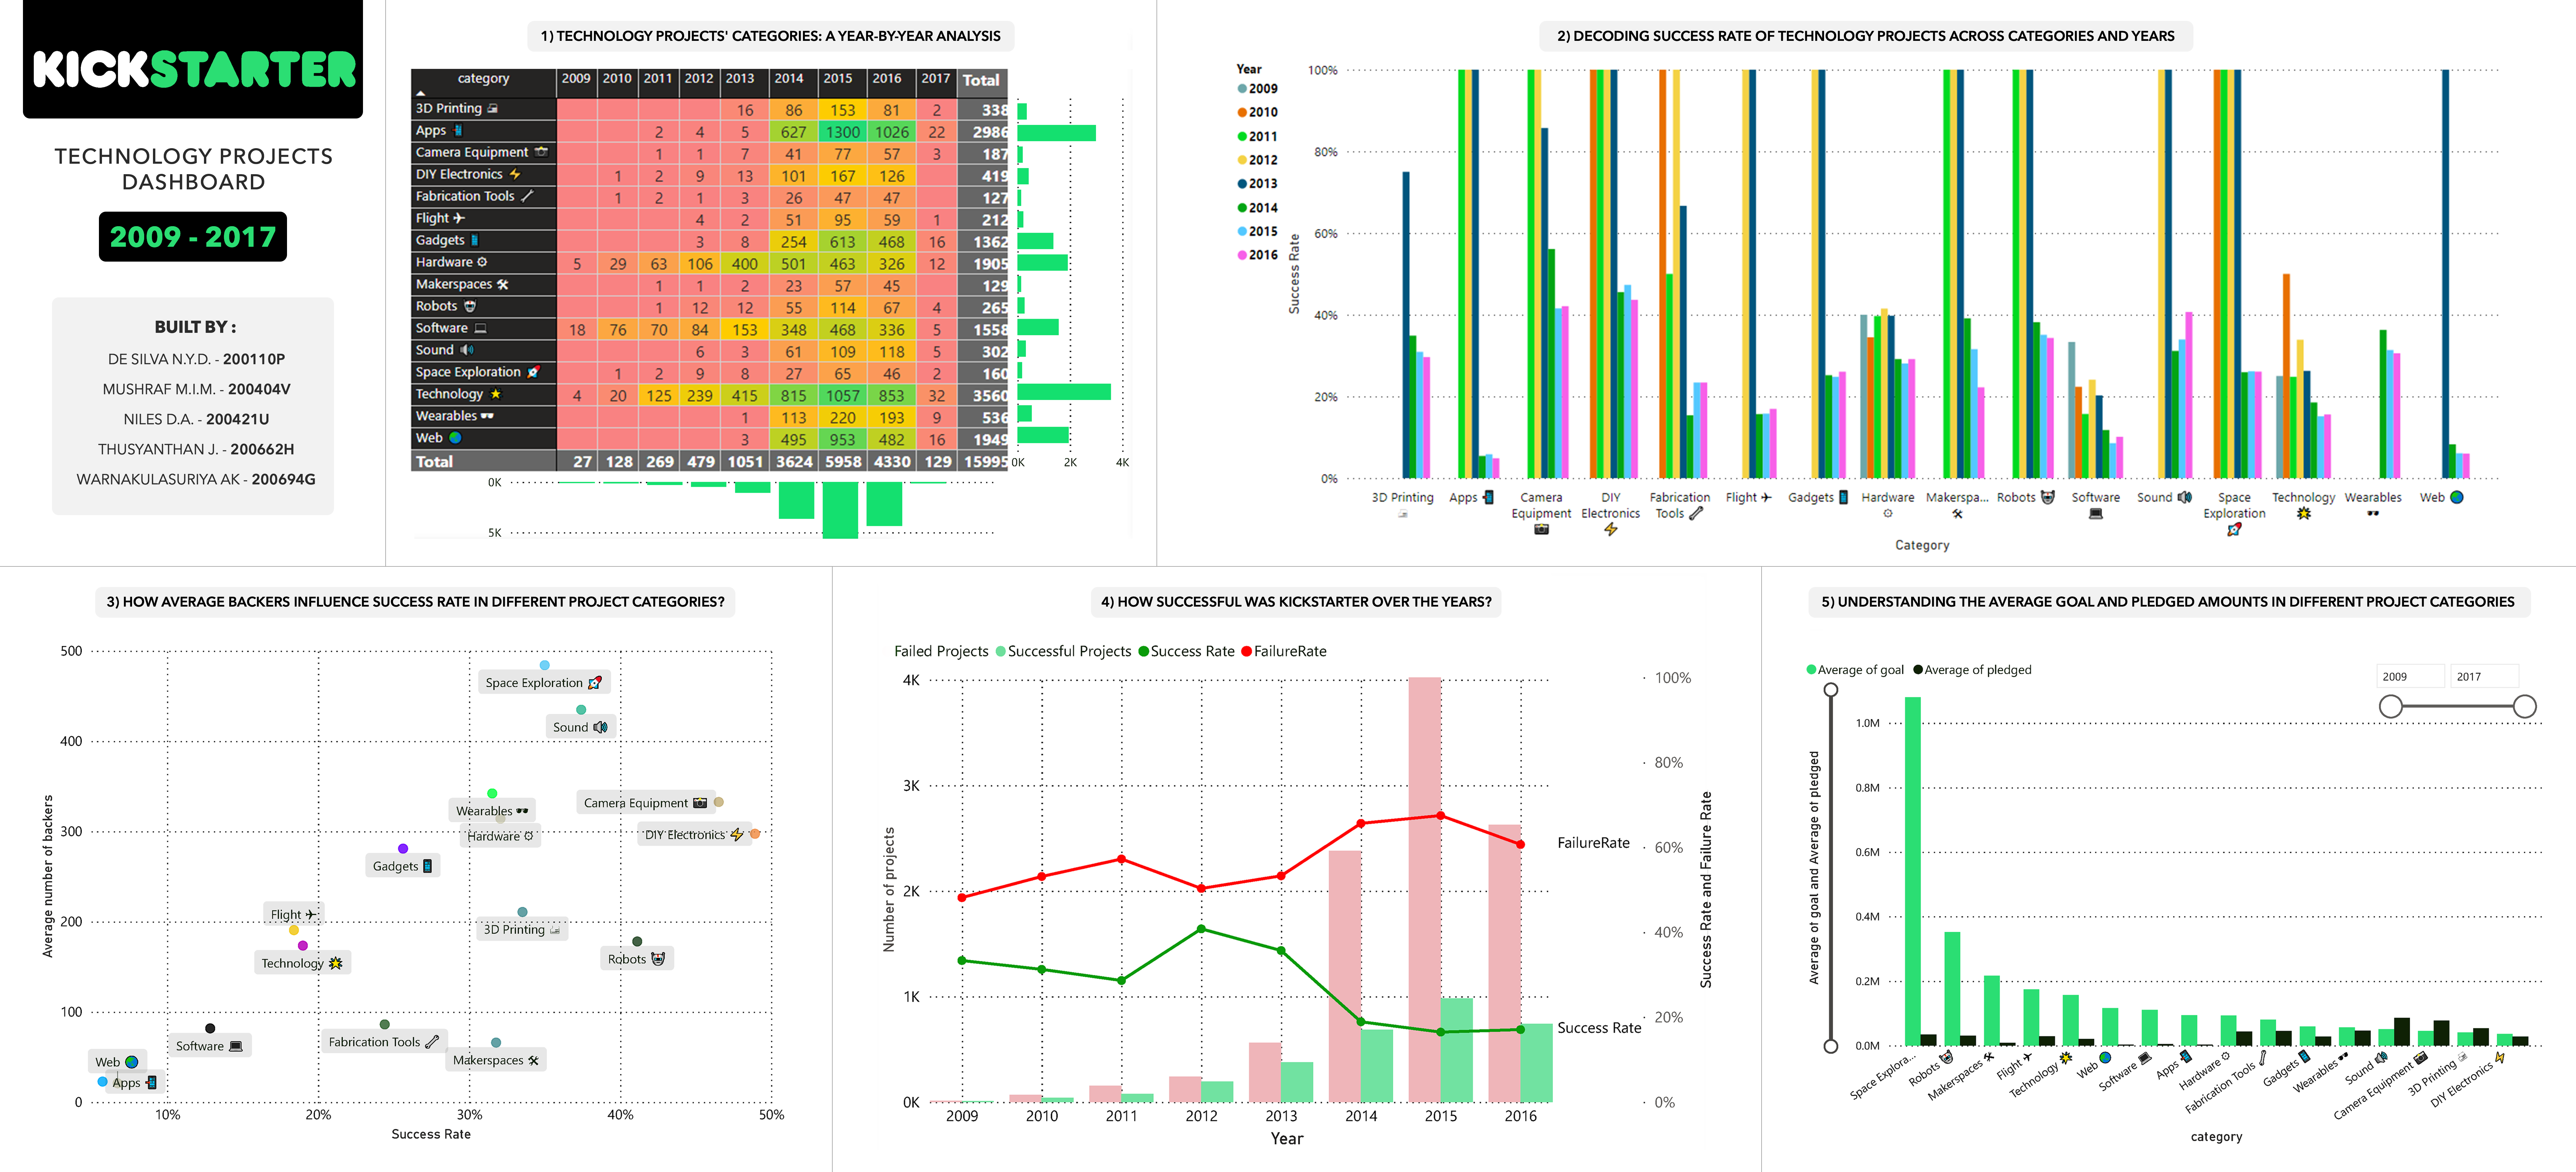 KICKSTARTER
TECHNOLOGY PROJECTS
DASHBOARD
2009 - 2017
BUILT BY :
DE SILVA N.Y.D. - 200110P
MUSHRAF M.I.M. - 200404V
NILES D.A. - 200421U
THUSYANTHAN J. - 200662H
WARNAKULASURIYA AK - 200694G
1) TECHNOLOGY PROJECTS' CATEGORIES: A YEAR-BY-YEAR ANALYSIS
category 2009 2010 2011 2012 2013 2014 2015 2016 2017 Total
3D Printing 16 86 153 81 2 338
Apps 2 4 5 627 1300 1026 22 2986
Camera Equipment 1 1 7 41 77 57 3 187
DIY Electronics 1 2 9 13 101 167 126 419
Fabrication Tools 1 2 1 3 26 47 47 127
Flight 4 2 51 95 59 1 212
Gadgets 3 8 254 613 468 16 1362
Hardware 5 29 63 106 400 501 463 326 12 1905
Makerspaces 1 1 2 23 57 45 129
Robots 1 12 12 55 114 67 4 265
Software 18 76 70 84 153 348 468 336 5 1558
Sound 6 3 61 109 118 5 302
Space Exploration 1 2 9 8 27 65 46 2 160
Technology 4 20 125 239 415 815 1057 853 32 3560
Wearables 1 113 220 193 9 536
Web 3 495 953 482 16 1949
Total 27 128 269 479 1051 3624 5958 4330 129 15995
0K 2K 4K
0K
5K
2) DECODING SUCCESS RATE OF TECHNOLOGY PROJECTS ACROSS CATEGORIES AND YEARS
Year
2009
2010
2011
2012
2013
2014
2015
2016
Success Rate
100%
80%
60%
40%
20%
0%
3D Printing Apps Camera Equipment DIY Electronics Fabrication Tools Flight Gadgets Hardware Makerspa... Robots Software Sound Space Exploration Technology Wearables Web
Category
3) HOW AVERAGE BACKERS INFLUENCE SUCCESS RATE IN DIFFERENT PROJECT CATEGORIES?
Average number of backers
500
400
300
200
100
0
Space Exploration
Sound
Wearables
Camera Equipment
Hardware
DIY Electronics
Gadgets
Flight
3D Printing
Technology
Robots
Software
Fabrication Tools
Makerspaces
Web
Apps
10% 20% 30% 40% 50%
Success Rate
4) HOW SUCCESSFUL WAS KICKSTARTER OVER THE YEARS?
Failed Projects Successful Projects Success Rate FailureRate
Number of projects
4K
3K
2K
1K
0K
100%
80%
60%
40%
20%
0%
Success Rate and Failure Rate
FailureRate
Success Rate
2009 2010 2011 2012 2013 2014 2015 2016
Year
5) UNDERSTANDING THE AVERAGE GOAL AND PLEDGED AMOUNTS IN DIFFERENT PROJECT CATEGORIES
Average of goal Average of pledged
2009 2017
Average of goal and Average of pledged
1.0M
0.8M
0.6M
0.4M
0.2M
0.0M
Space Explora... Robots Makerspaces Flight Technology Web Software Apps Hardware Fabrication Tools Gadgets Wearables Sound Camera Equipment 3D Printing DIY Electronics
category